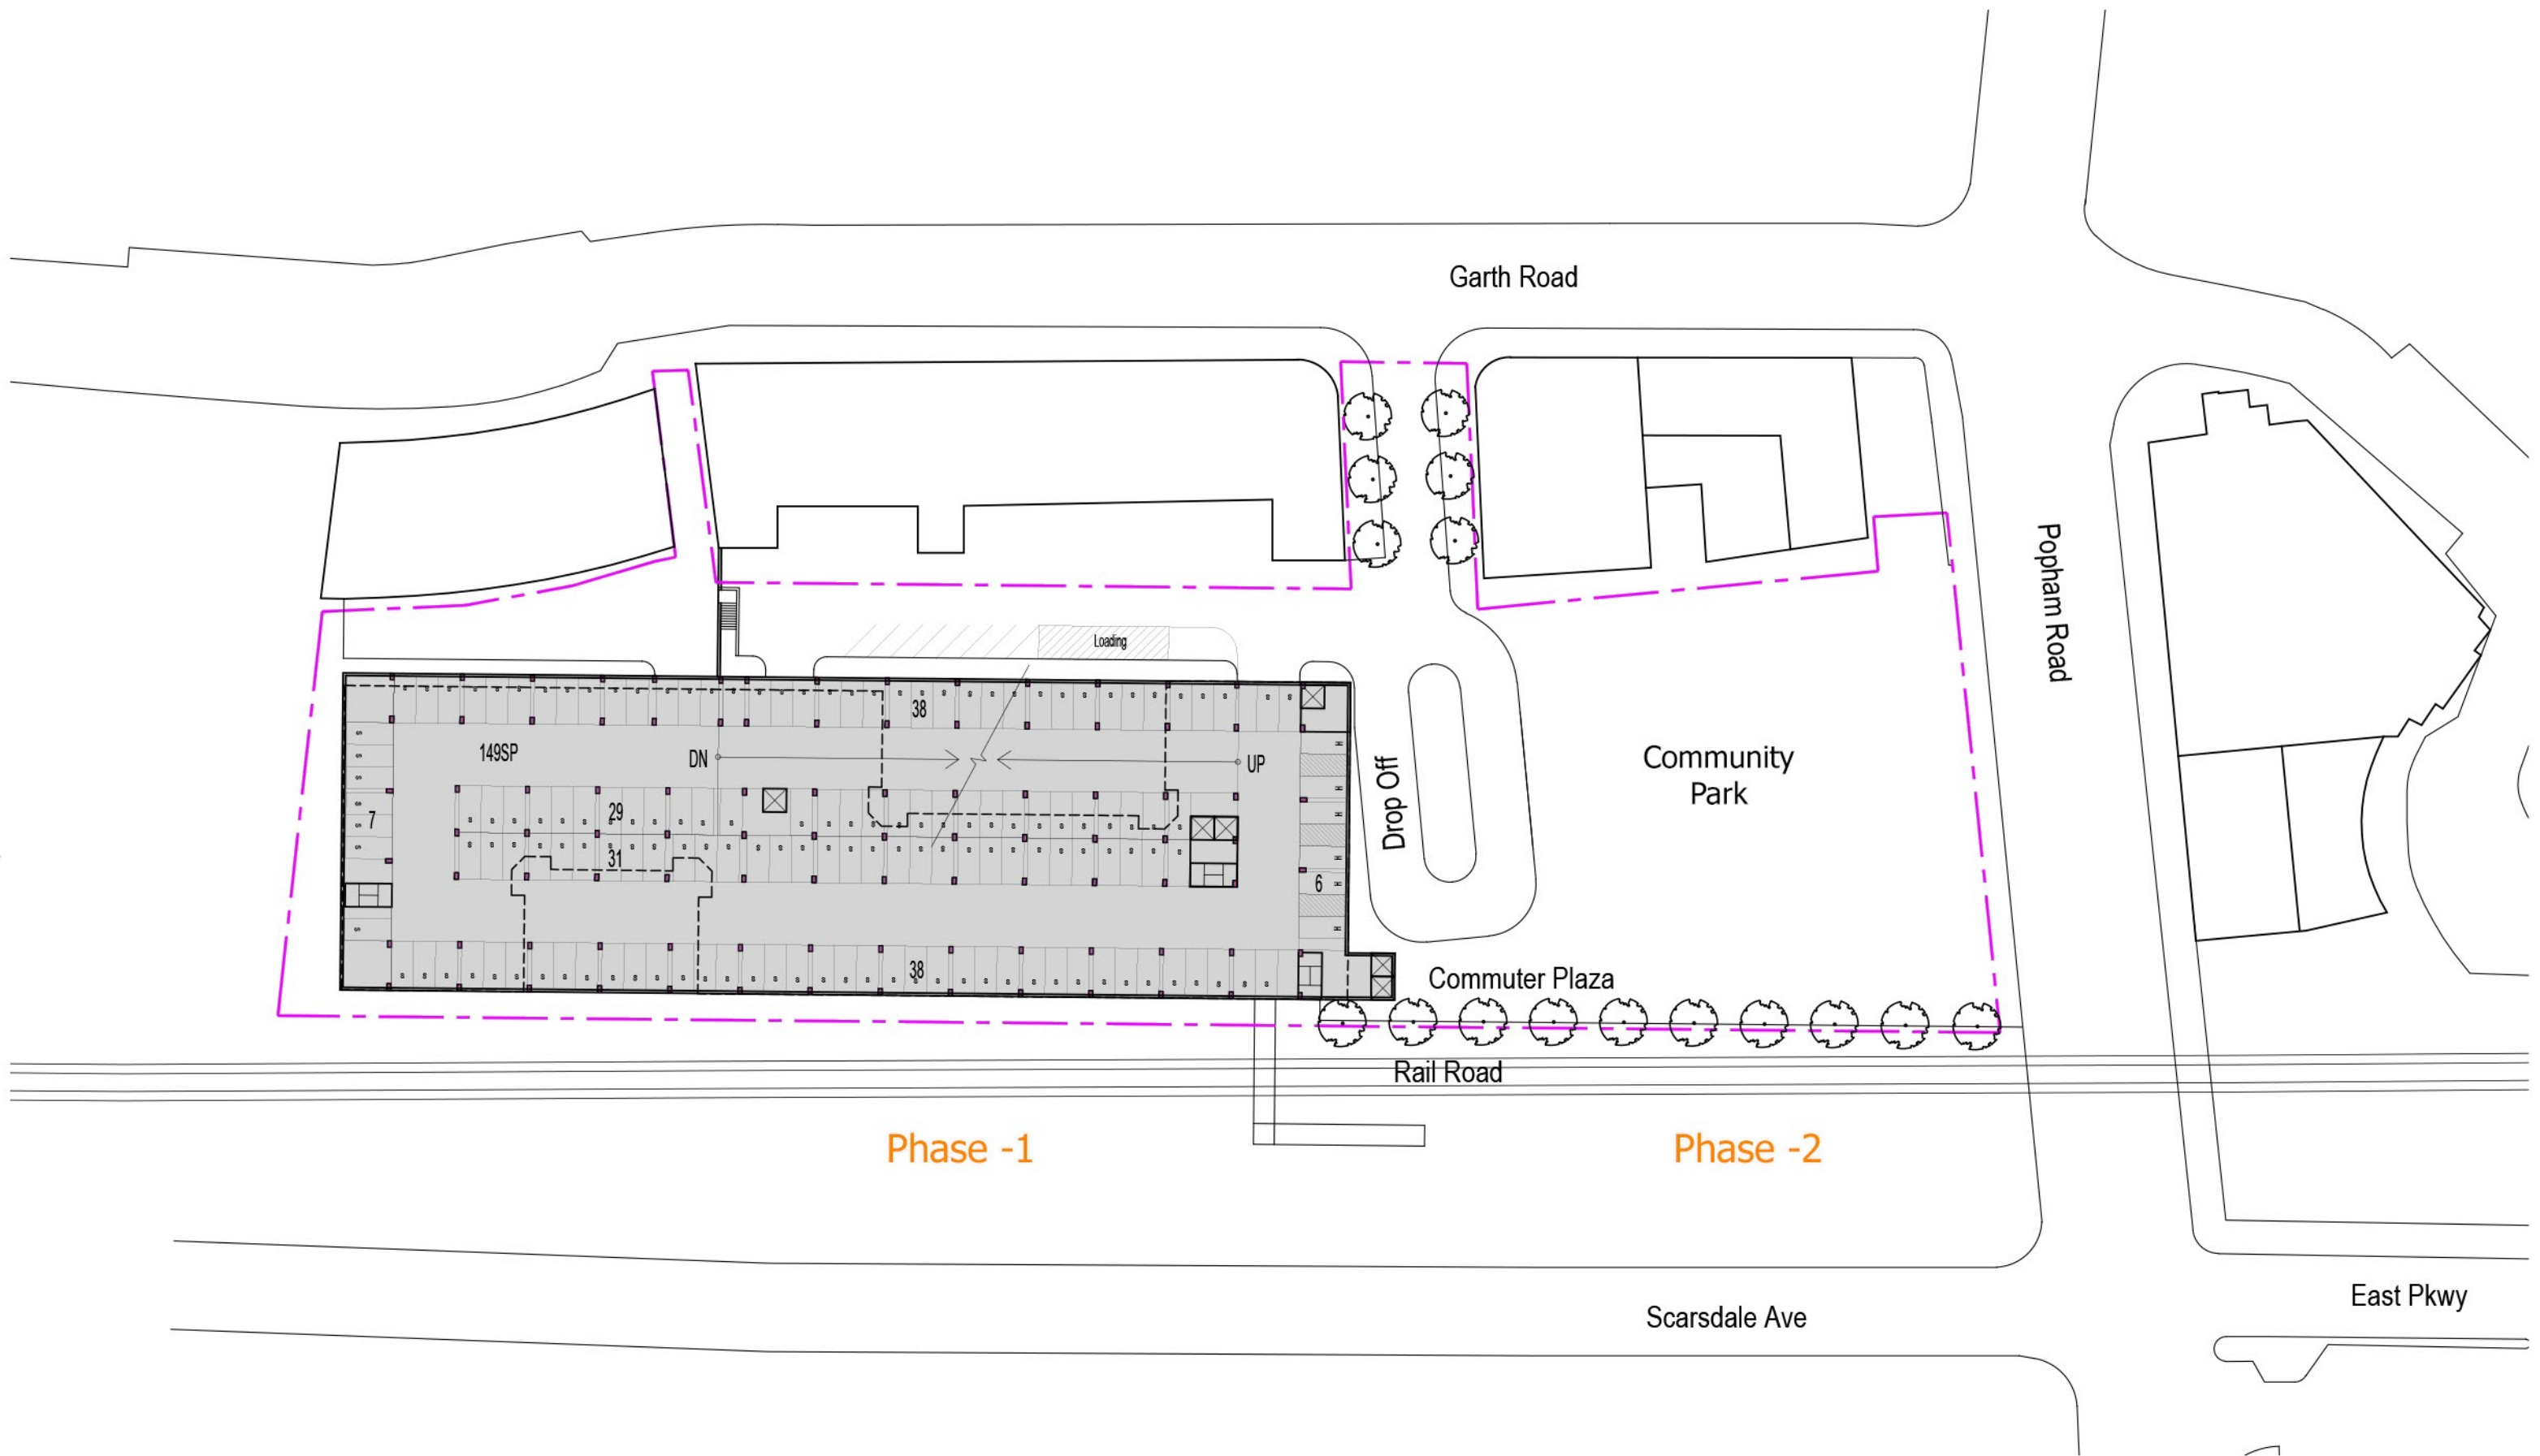 Garth Road
Popham Road
Loading
38
149SP
DN
UP
Community
Park
Drop Off
29
7
31
6
38
Commuter Plaza
Rail Road
Phase -1
Phase -2
East Pkwy
Scarsdale Ave